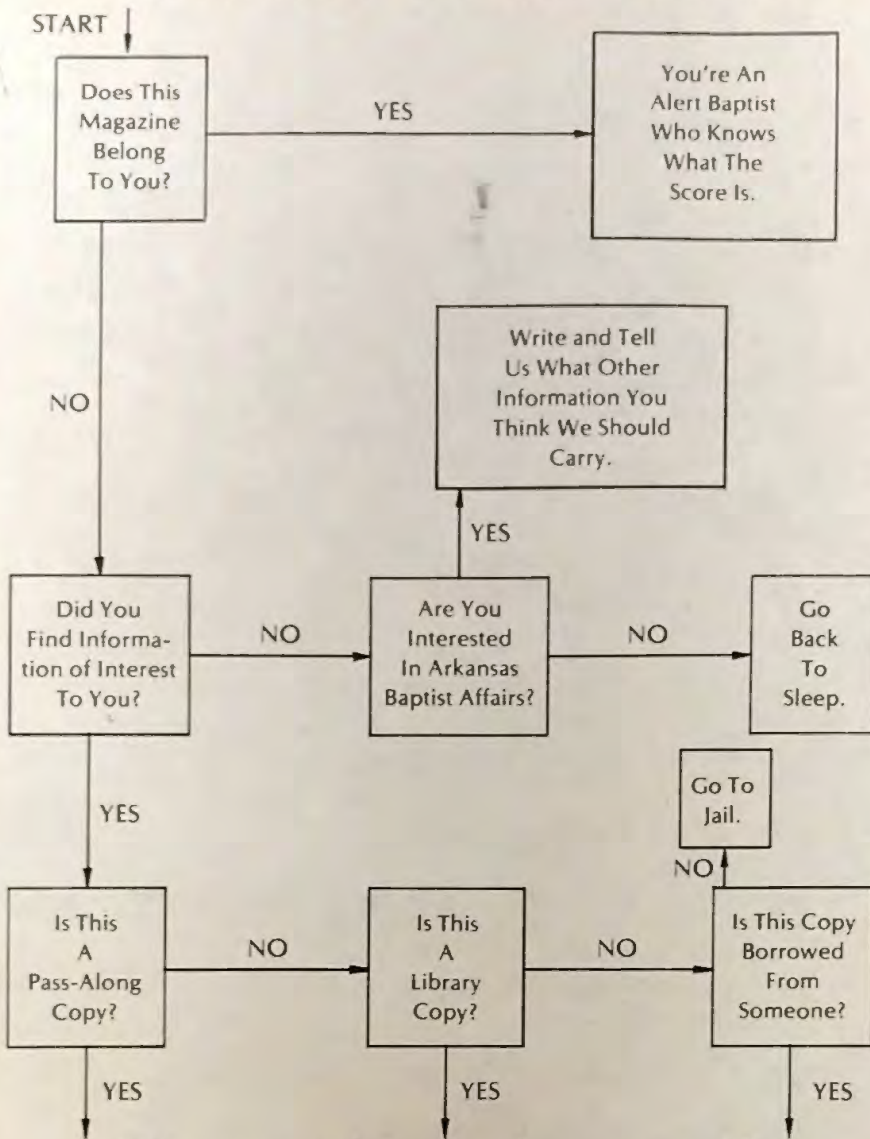 START
Does This
Magazine
Belong
To You?
YES
You're An
Alert Baptist
Who Knows
What The
Score Is.
NO
Write and Tell
Us What Other
Information You
Think We Should
Carry.
YES
Did You
Find Informa-
tion of Interest
To You?
NO
Are You
Interested
In Arkansas
Baptist Affairs?
NO
Go
Back
To
Sleep.
YES
Go To
Jail.
NO
Is This
A
Pass-Along
Copy?
NO
Is This
A
Library
Copy?
NO
Is This Copy
Borrowed
From
Someone?
YES
YES
YES